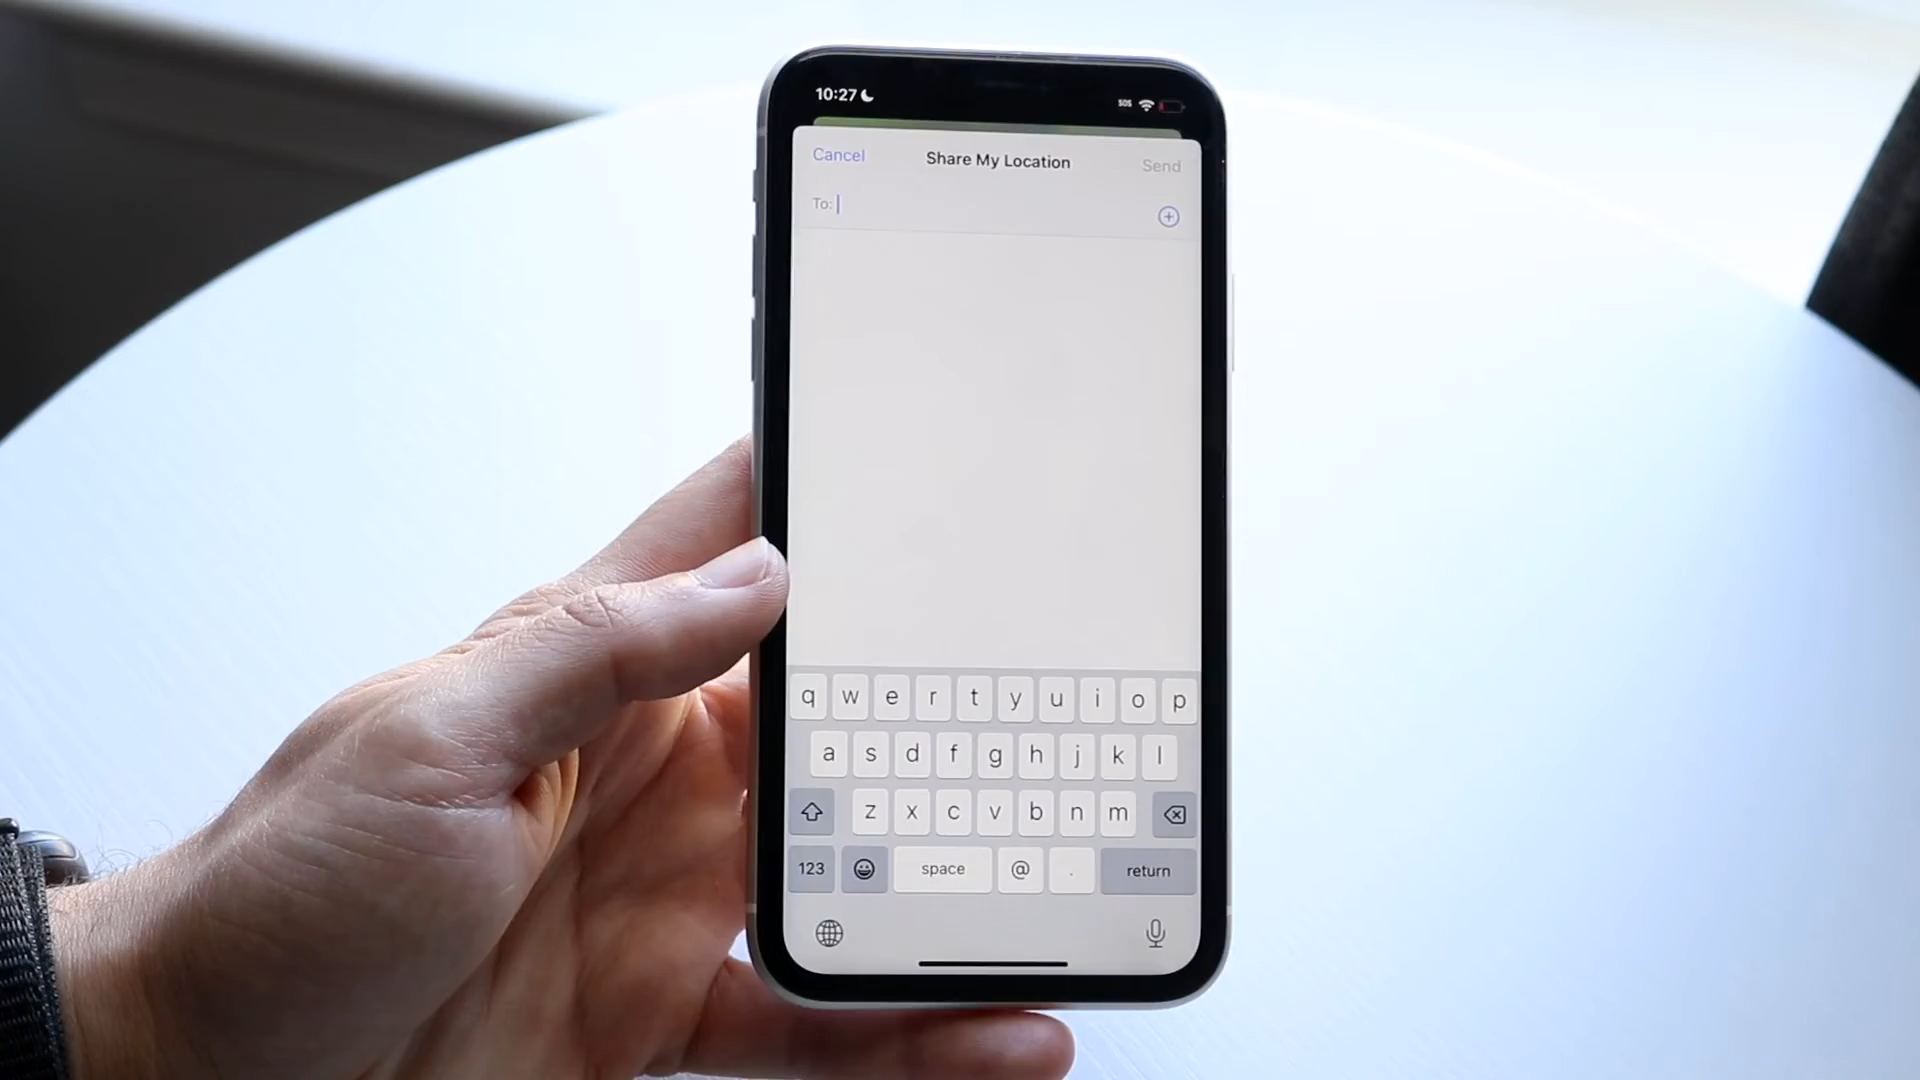 10:27
SOS
Cancel
Share My Location
Send
To:
q w e r t y u i o p
a s d f g h j k l
z x c v b n m
123
space
@
.
return